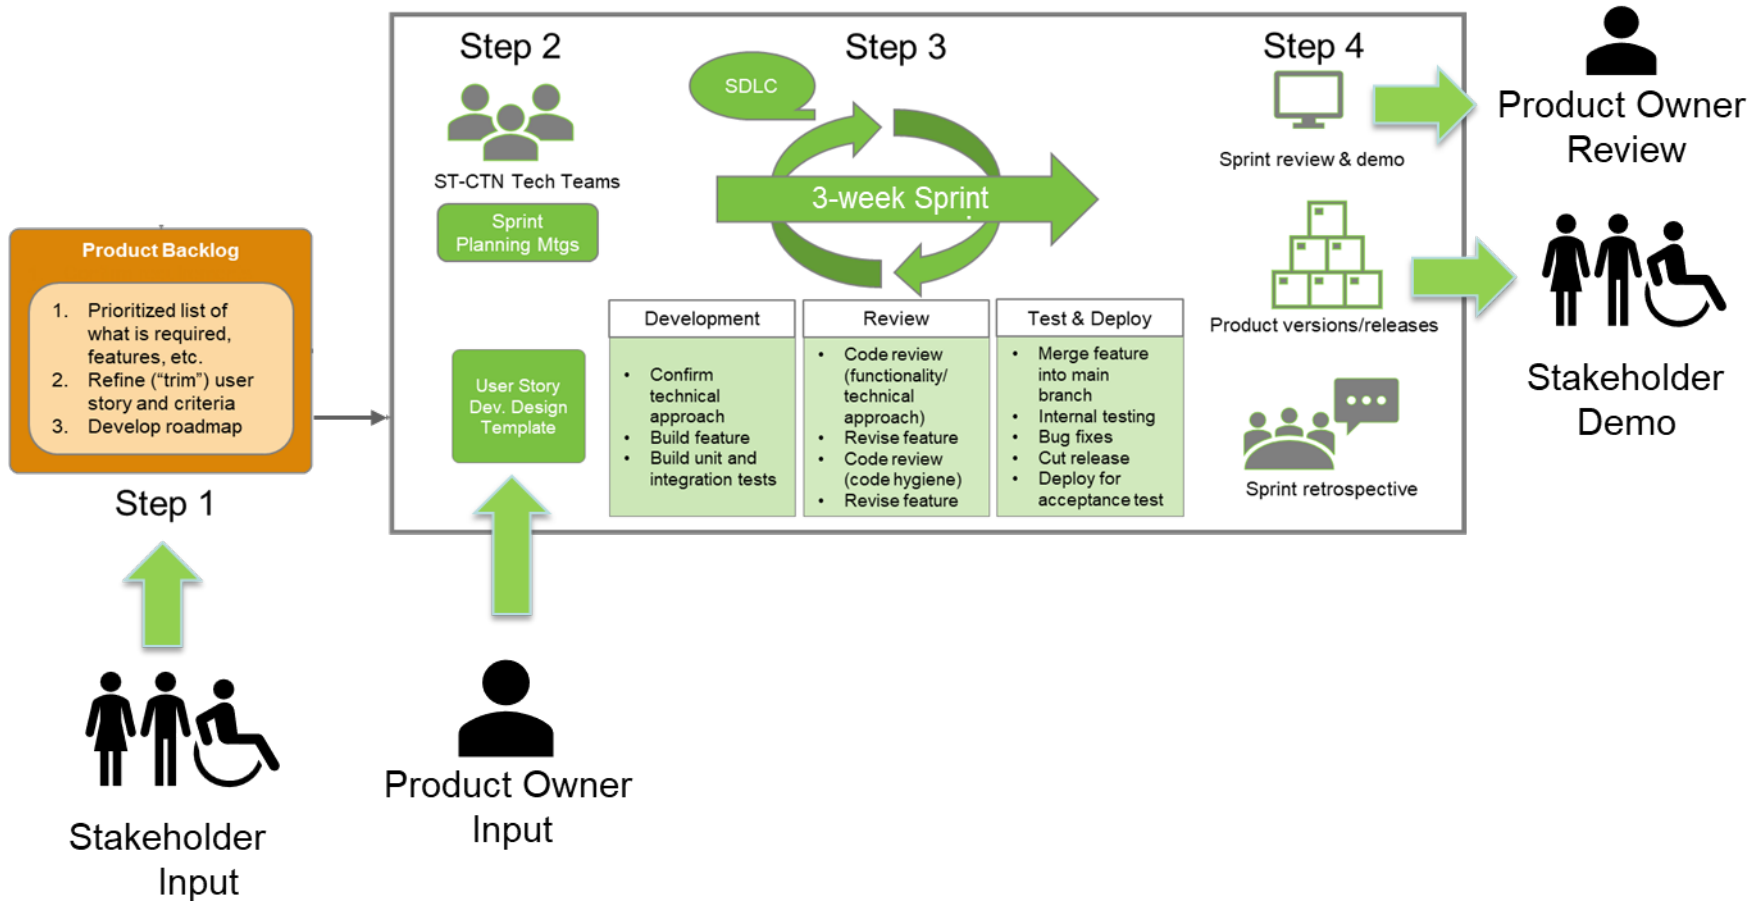 Product Backlog
1. Prioritized list of
what is required,
features, etc.
2. Refine (“trim”) user
story and criteria
3. Develop roadmap
Step 1
Stakeholder
Input
Step 2
ST-CTN Tech Teams
Sprint
Planning Mtgs
User Story
Dev. Design
Template
Product Owner
Input
Step 3
SDLC
3-week Sprint
Development
• Confirm
technical
approach
• Build feature
• Build unit and
integration tests
Review
• Code review
(functionality/
technical
approach)
• Revise feature
• Code review
(code hygiene)
• Revise feature
Test & Deploy
• Merge feature
into main
branch
• Internal testing
• Bug fixes
• Cut release
• Deploy for
acceptance test
Step 4
Sprint review & demo
Product versions/releases
Sprint retrospective
Product Owner
Review
Stakeholder
Demo